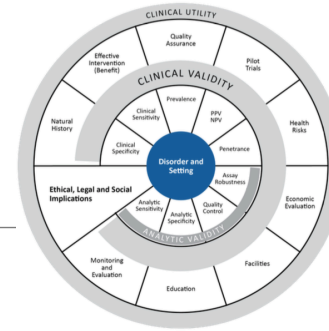 CLINICAL UTILITY
Quality
Assurance
Effective
Intervention
(Benefit)
Pilot
Trials
CLINICAL VALIDITY
Prevalence
Clinical
Sensitivity
PPV
NPV
Natural
History
Health
Risks
Clinical
Specificity
Penetrance
Disorder and
Setting
Assay
Robustness
Ethical, Legal and Social
Implications
Analytic
Sensitivity
Quality
Control
Analytic
Specificity
Economic
Evaluation
ANALYTIC VALIDITY
Monitoring
and
Evaluation
Facilities
Education